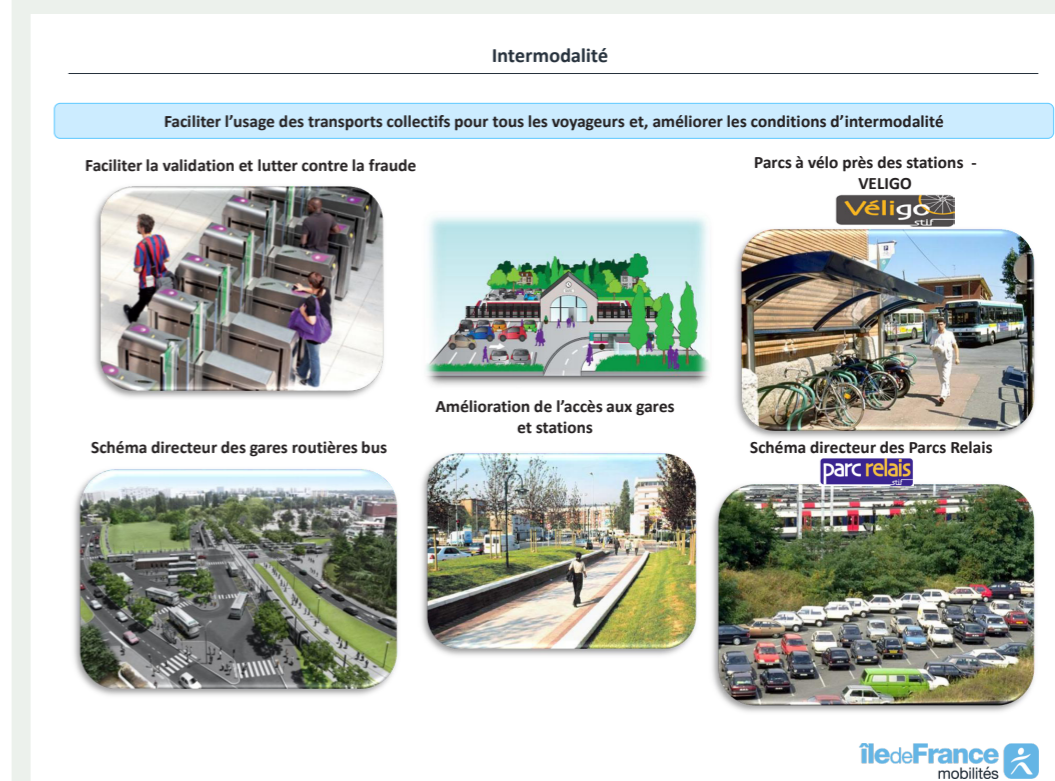 Intermodalité
Faciliter l’usage des transports collectifs pour tous les voyageurs et, améliorer les conditions d’intermodalité
Faciliter la validation et lutter contre la fraude
Parcs à vélo près des stations -
VELIGO
Véligo
stif
Amélioration de l’accès aux gares
et stations
Schéma directeur des gares routières bus
Schéma directeur des Parcs Relais
parc relais
stif
îledeFrance
mobilités